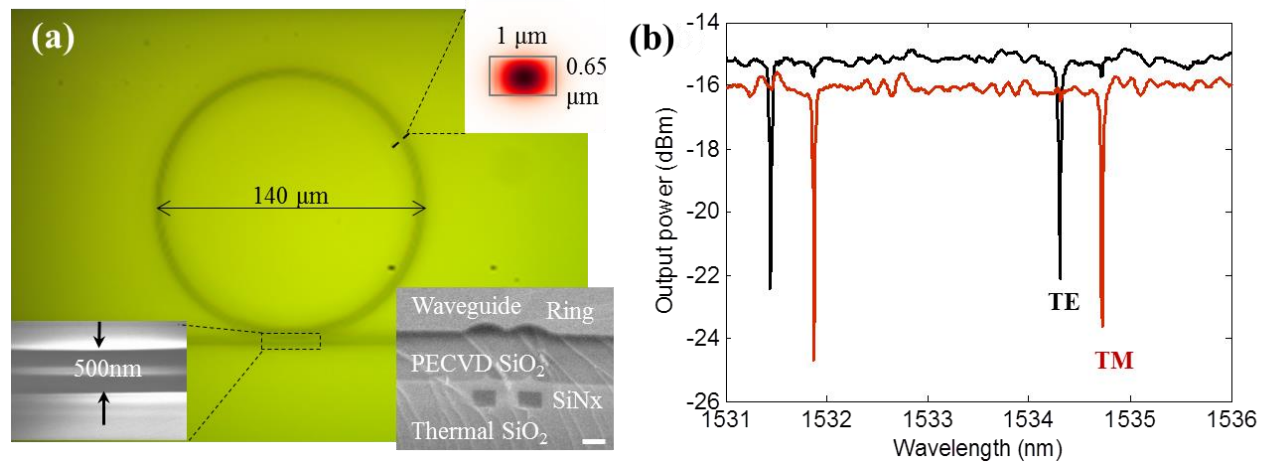 (a)
1 μm
0.65
μm
140 μm
500nm
Waveguide
Ring
PECVD SiO₂
SiNx
Thermal SiO₂
(b)
Output power (dBm)
-14
-16
-18
-20
-22
-24
-26
TE
TM
1531
1532
1533
1534
1535
1536
Wavelength (nm)